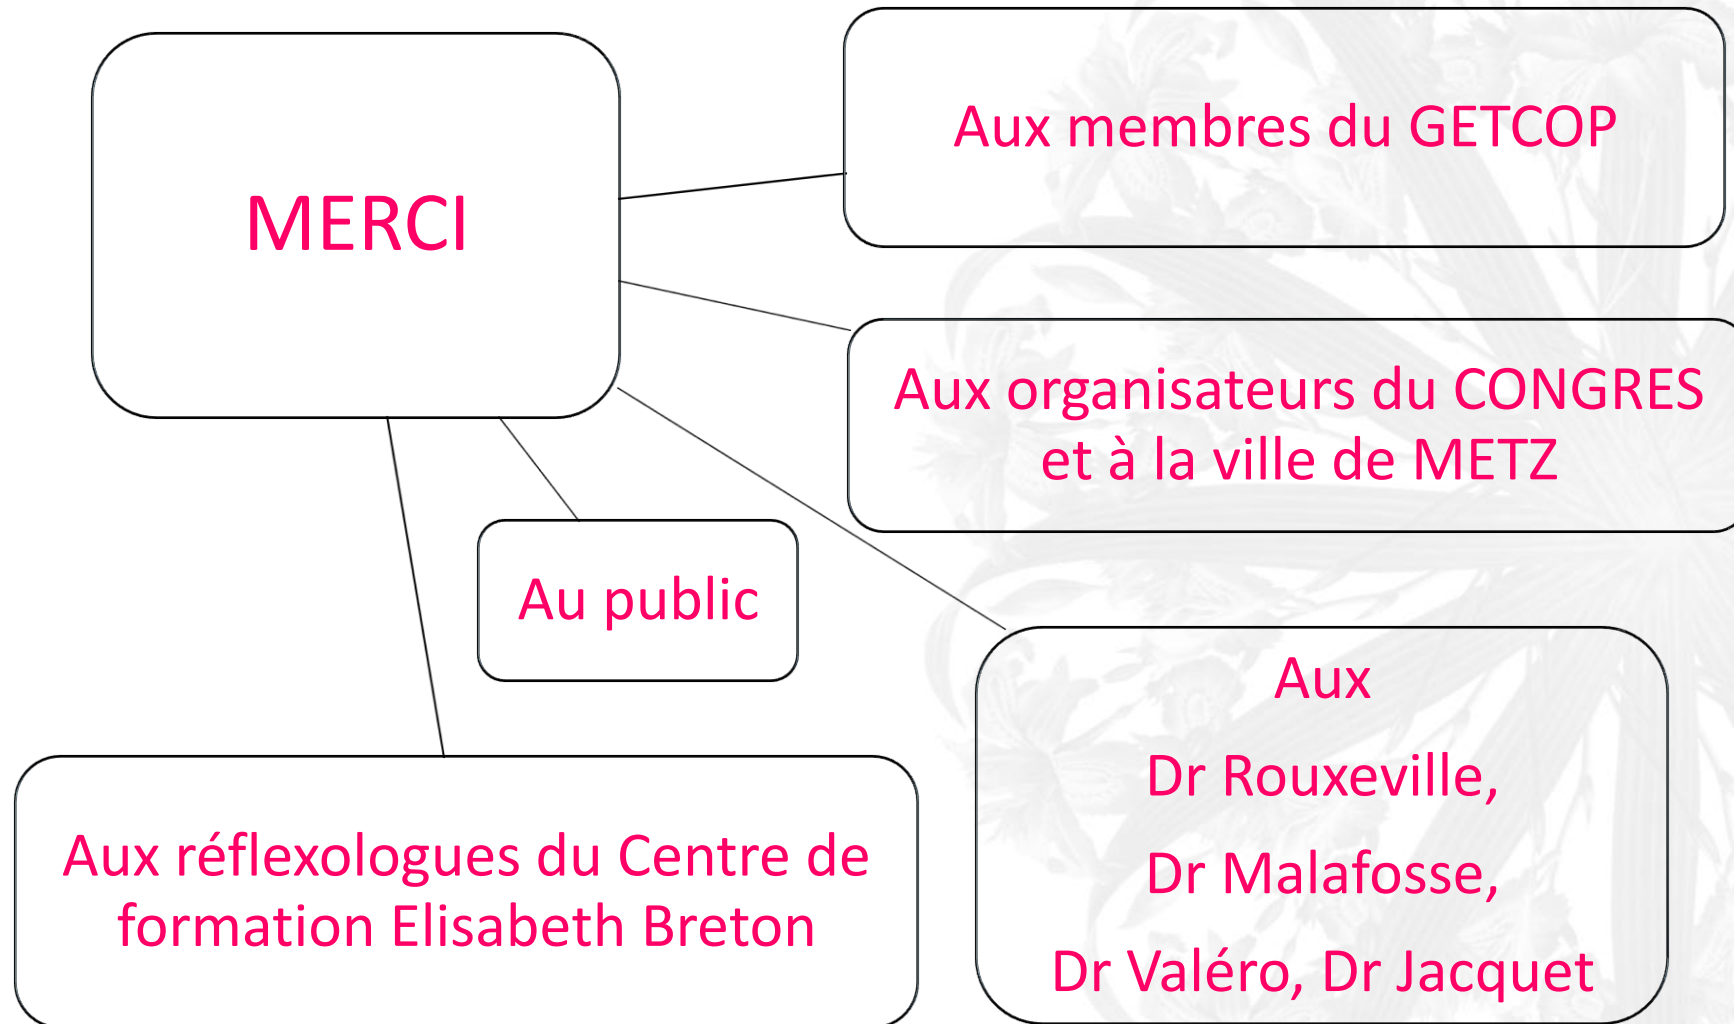 MERCI
Aux membres du GETCOP
Aux organisateurs du CONGRES
et à la ville de METZ
Au public
Aux
Dr Rouxeville,
Dr Malafosse,
Dr Valéro, Dr Jacquet
Aux réflexologues du Centre de
formation Elisabeth Breton